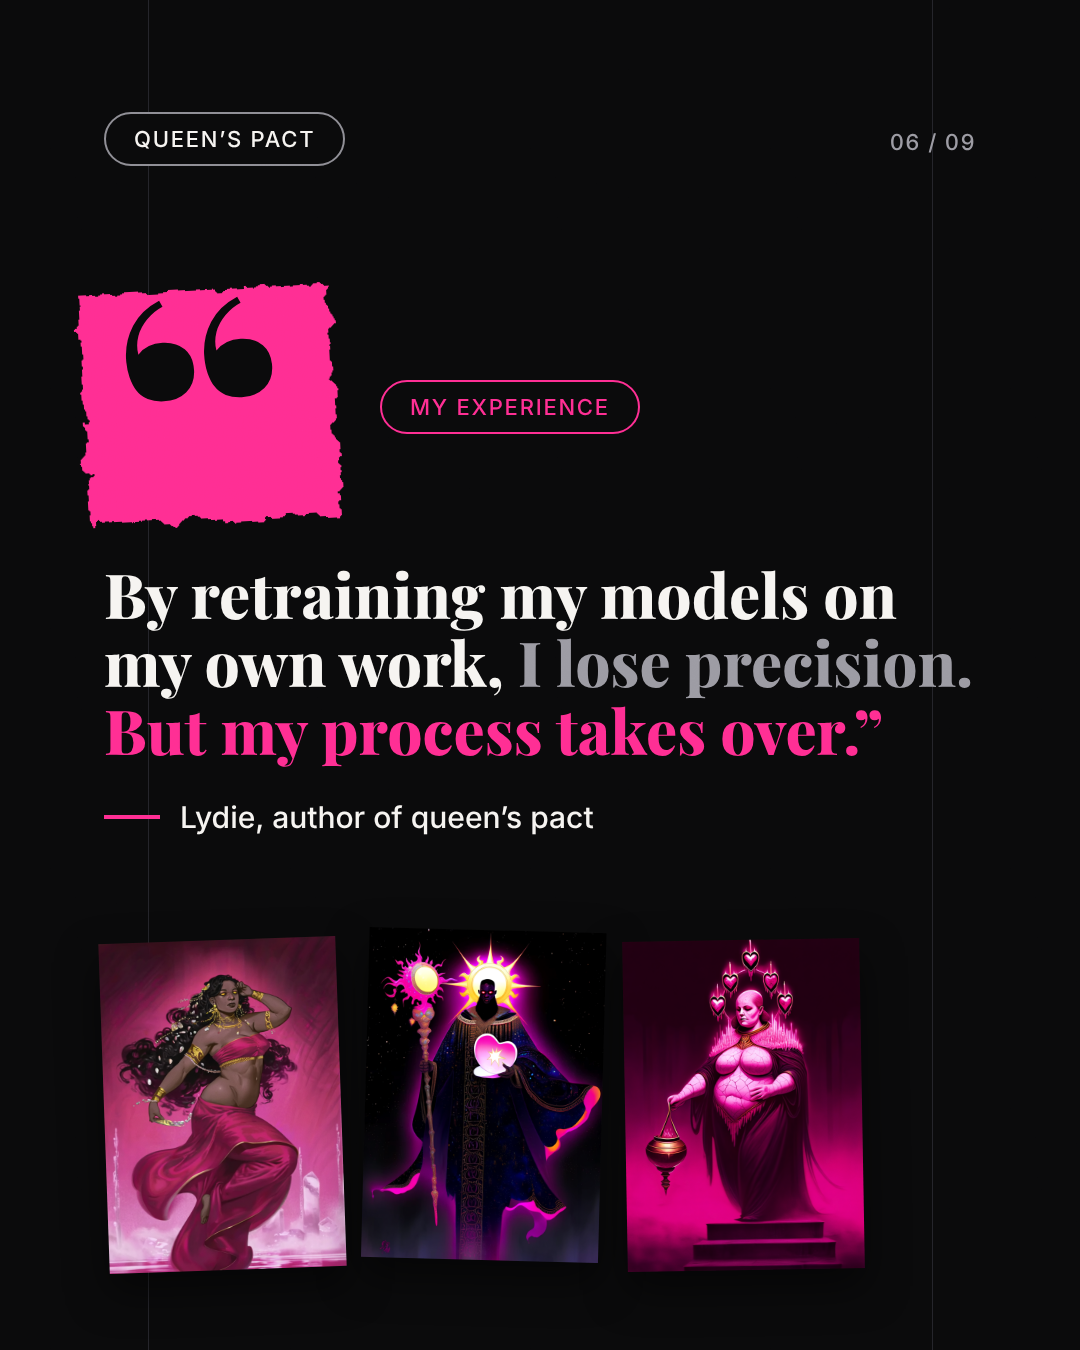 QUEEN’S PACT
06 / 09
“
MY EXPERIENCE
By retraining my models on
my own work, I lose precision.
But my process takes over.”
Lydie, author of queen’s pact